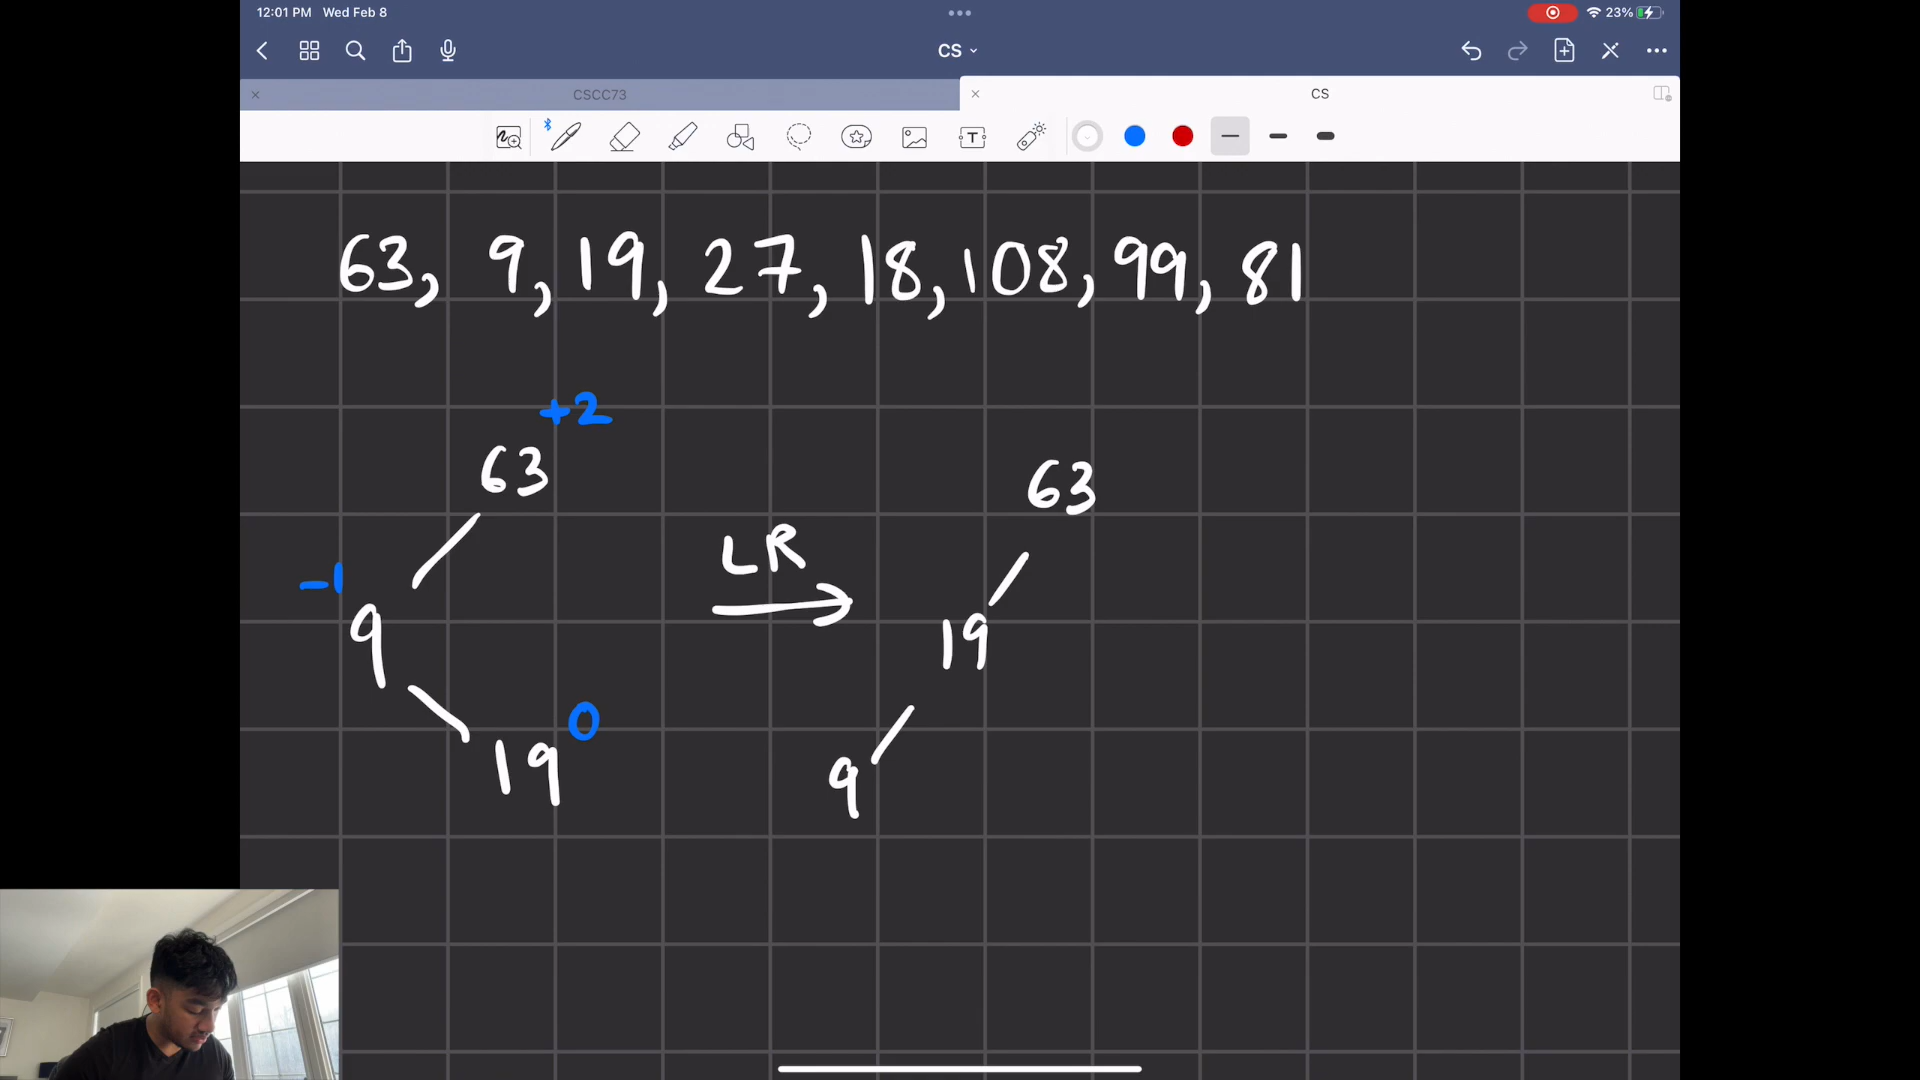 12:01 PM Wed Feb 8
23%
CS
CSCC73
CS
T
63, 9, 19, 27, 18, 108, 99, 81
+2
63
63
LR
-1
9
19
0
19
9